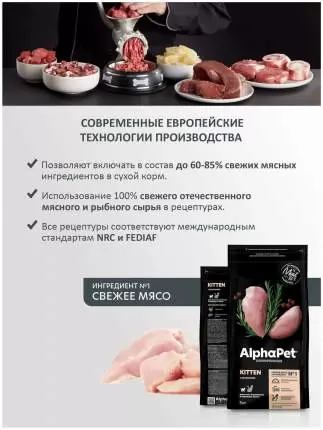 СОВРЕМЕННЫЕ ЕВРОПЕЙСКИЕ
ТЕХНОЛОГИИ ПРОИЗВОДСТВА
Позволяют включать в состав до 60-85% свежих мясных
ингредиентов в сухой корм.
Использование 100% свежего отечественного
мясного и рыбного сырья в рецептурах.
Все рецептуры соответствуют международным
стандартам NRC и FEDIAF
ИНГРЕДИЕНТ №1
СВЕЖЕЕ МЯСО
KITTEN
AlphaPet
KITTEN
№1